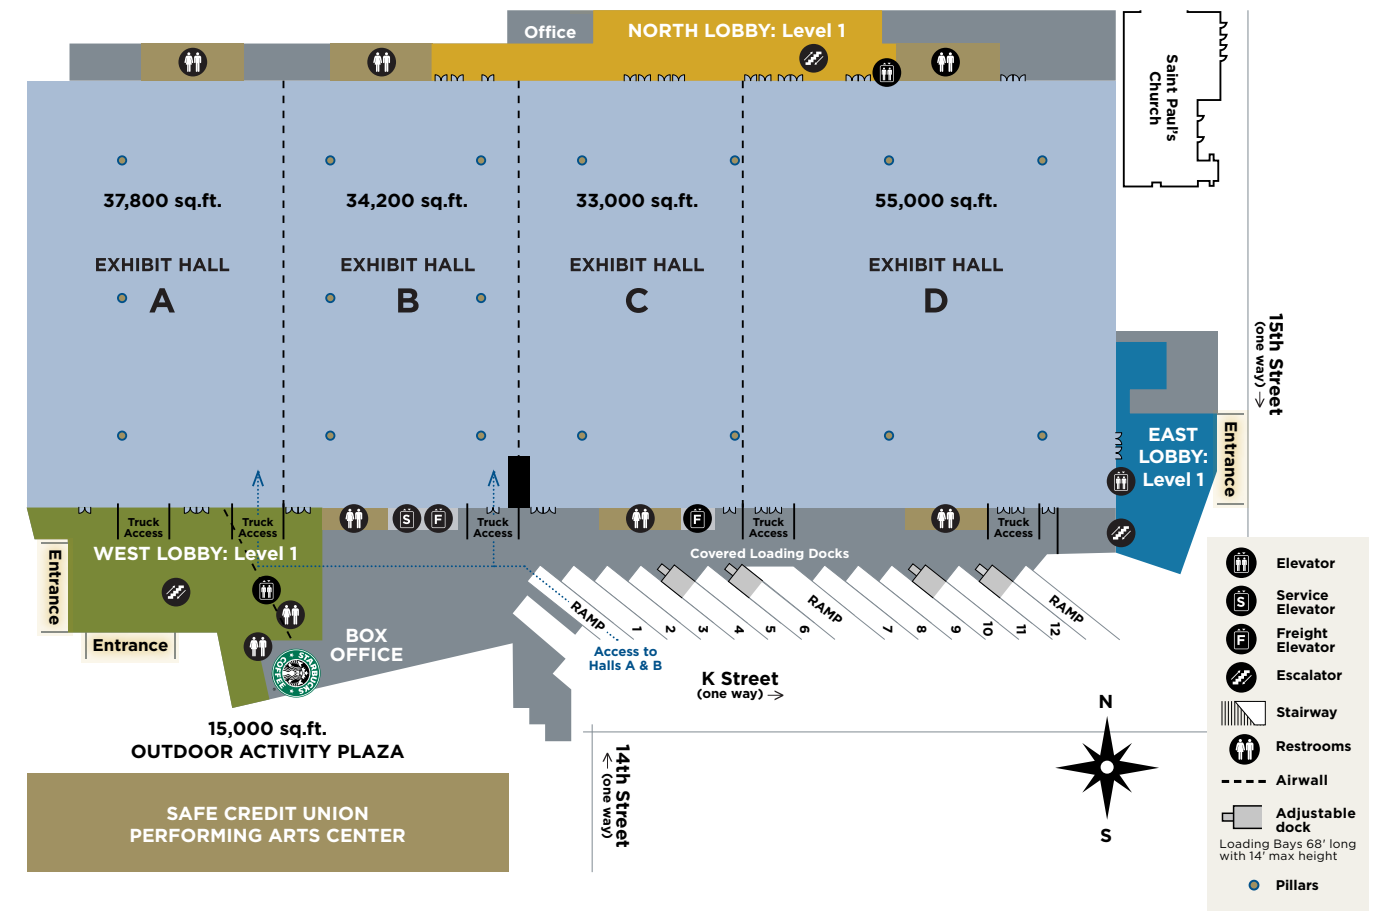 Office
NORTH LOBBY: Level 1
Saint Paul's
Church
37,800 sq.ft.
34,200 sq.ft.
33,000 sq.ft.
55,000 sq.ft.
EXHIBIT HALL
A
EXHIBIT HALL
B
EXHIBIT HALL
C
EXHIBIT HALL
D
15th Street
(one way)
EAST
LOBBY:
Level 1
Entrance
Truck
Access
Truck
Access
S
F
Truck
Access
F
Truck
Access
Truck
Access
WEST LOBBY: Level 1
Covered Loading Docks
Entrance
Entrance
BOX
OFFICE
STARBUCKS
COFFEE
RAMP
1
2
3
4
5
6
RAMP
7
8
9
10
11
12
RAMP
Access to
Halls A & B
K Street
(one way)
14th Street
(one way)
15,000 sq.ft.
OUTDOOR ACTIVITY PLAZA
SAFE CREDIT UNION
PERFORMING ARTS CENTER
N
S
Elevator
S
Service
Elevator
F
Freight
Elevator
Escalator
Stairway
Restrooms
Airwall
Adjustable
dock
Loading Bays 68' long
with 14' max height
Pillars